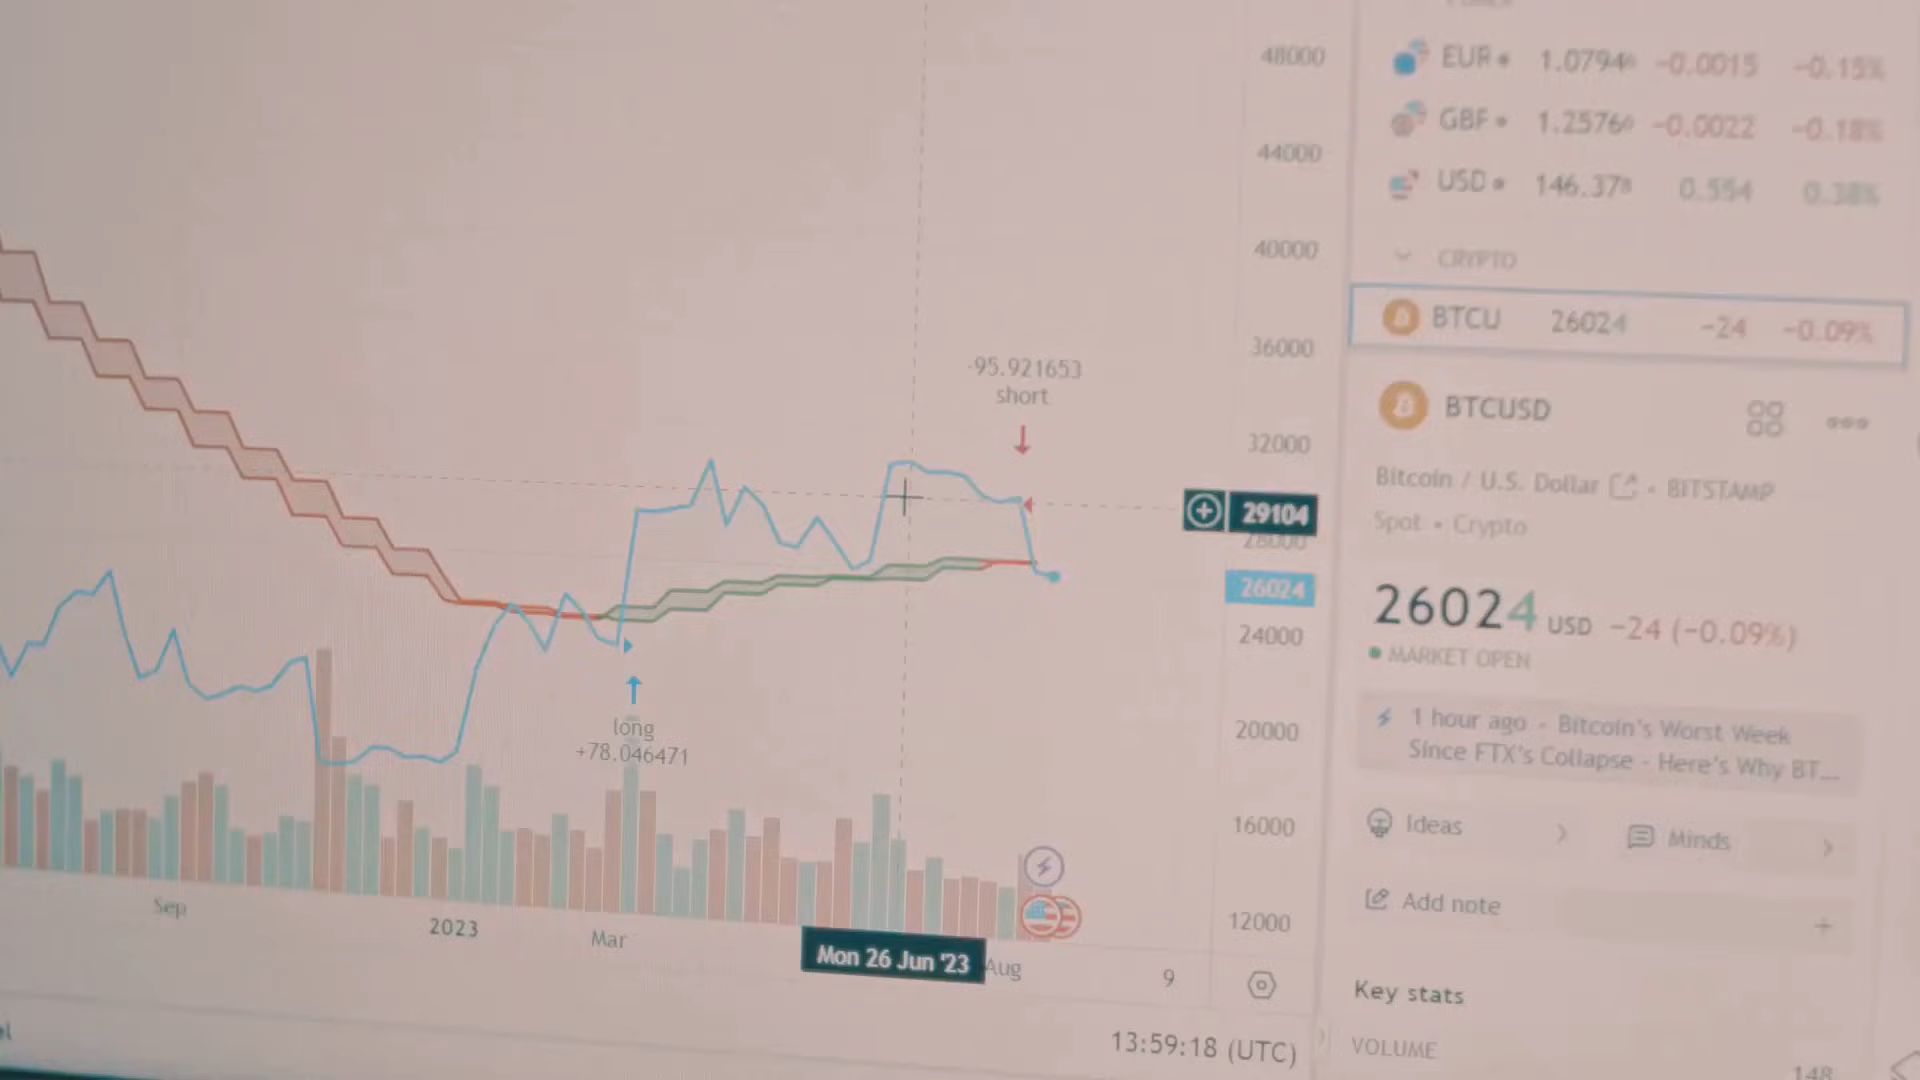 48000
44000
40000
36000
32000
29104
28000
26024
24000
20000
16000
12000
-95.921653
short
long
+78.046471
Sep
2023
Mar
Mon 26 Jun '23
Aug
9
13:59:18 (UTC)
EUR 1.0794 -0.0015 -0.15%
GBP 1.2576 -0.0022 -0.18%
USD 146.37 0.554 0.38%
CRYPTO
BTCU 26024 -24 -0.09%
BTCUSD
Bitcoin / U.S. Dollar • BITSTAMP
Spot • Crypto
26024 USD -24 (-0.09%)
MARKET OPEN
1 hour ago - Bitcoin's Worst Week
Since FTX's Collapse - Here's Why BT...
Ideas
Minds
Add note
Key stats
VOLUME
148